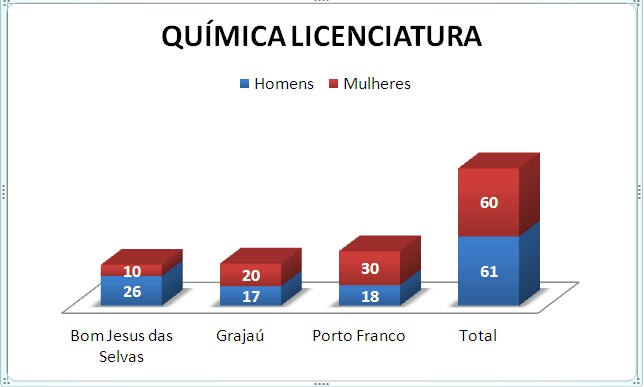 QUÍMICA LICENCIATURA
Homens Mulheres
10 20 30 60
26 17 18 61
Bom Jesus das Selvas Grajaú Porto Franco Total